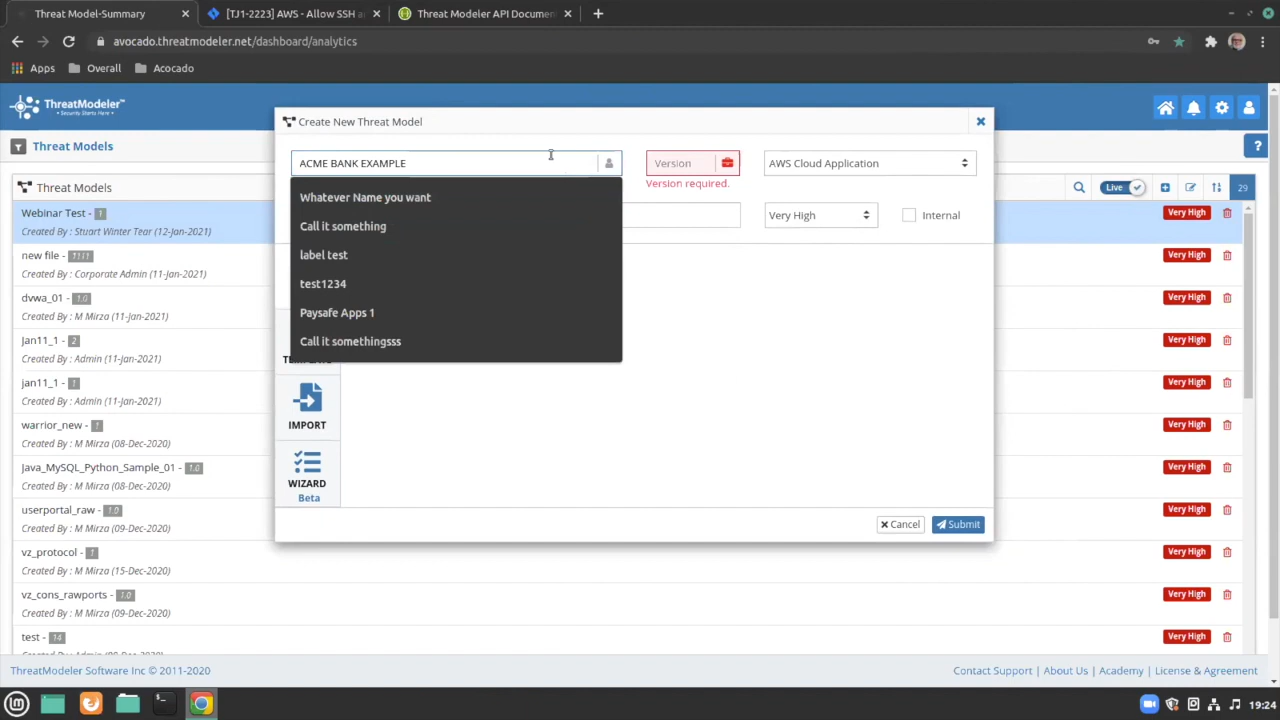 Threat Model-Summary
[TJ1-2223] AWS - Allow SSH a
Threat Modeler API Documen
avocado.threatmodeler.net/dashboard/analytics
Apps
Overall
Acocado
ThreatModeler™
Security Starts Here
Threat Models
?
Threat Models
Live
29
Webinar Test - 1
Created By : Stuart Winter Tear (12-Jan-2021)
Very High
new file - 1111
Created By : Corporate Admin (11-Jan-2021)
Very High
dvwa_01 - 1.0
Created By : M Mirza (11-Jan-2021)
Very High
Jan11_1 - 2
Created By : Admin (11-Jan-2021)
Very High
jan11_1 - 1
Created By : Admin (11-Jan-2021)
Very High
warrior_new - 1
Created By : M Mirza (08-Dec-2020)
Very High
Java_MySQL_Python_Sample_01 - 1.0
Created By : M Mirza (08-Dec-2020)
Very High
userportal_raw - 1.0
Created By : M Mirza (09-Dec-2020)
Very High
vz_protocol - 1
Created By : M Mirza (15-Dec-2020)
Very High
vz_cons_rawports - 1.0
Created By : M Mirza (09-Dec-2020)
Very High
test - 14
Very High
Create New Threat Model
ACME BANK EXAMPLE
Version
Version required.
AWS Cloud Application
Very High
Internal
Whatever Name you want
Call it something
label test
test1234
Paysafe Apps 1
Call it somethingsss
IMPORT
WIZARD
Beta
Cancel
Submit
ThreatModeler Software Inc © 2011-2020
Contact Support | About Us | Academy | License & Agreement
19:24